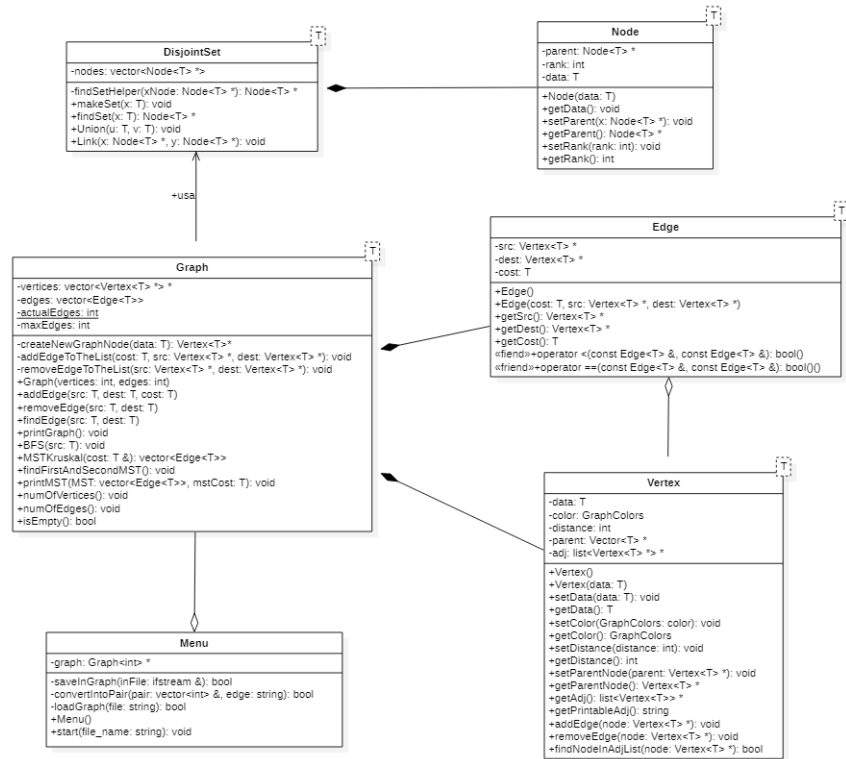 T
DisjointSet
-nodes: vector<Node<T> *>
-findSetHelper(xNode: Node<T> *): Node<T> *
+makeSet(x: T): void
+findSet(x: T): Node<T> *
+Union(u: T, v: T): void
+Link(x: Node<T> *, y: Node<T> *): void
T
Node
-parent: Node<T> *
-rank: int
-data: T
+Node(data: T)
+getData(): void
+setParent(x: Node<T> *): void
+getParent(): Node<T> *
+setRank(rank: int): void
+getRank(): int
+usa
T
Graph
-vertices: vector<Vertex<T> *> *
-edges: vector<Edge<T>>
-actualEdges: int
-maxEdges: int
-createNewGraphNode(data: T): Vertex<T>*
-addEdgeToTheList(cost: T, src: Vertex<T> *, dest: Vertex<T> *): void
-removeEdgeToTheList(src: Vertex<T> *, dest: Vertex<T> *): void
+Graph(vertices: int, edges: int)
+addEdge(src: T, dest: T, cost: T)
+removeEdge(src: T, dest: T)
+findEdge(src: T, dest: T)
+printGraph(): void
+BFS(src: T): void
+MSTKruskal(cost: T &): vector<Edge<T>>
+findFirstAndSecondMST(): void
+printMST(MST: vector<Edge<T>>, mstCost: T): void
+numOfVertices(): void
+numOfEdges(): void
+isEmpty(): bool
T
Edge
-src: Vertex<T> *
-dest: Vertex<T> *
-cost: T
+Edge()
+Edge(cost: T, src: Vertex<T> *, dest: Vertex<T> *)
+getSrc(): Vertex<T> *
+getDest(): Vertex<T> *
+getCost(): T
«fiend»+operator <(const Edge<T> &, const Edge<T> &): bool()
«friend»+operator ==(const Edge<T> &, const Edge<T> &): bool()()
T
Vertex
-data: T
-color: GraphColors
-distance: int
-parent: Vector<T> *
-adj: list<Vertex<T> *> *
+Vertex()
+Vertex(data: T)
+setData(data: T): void
+getData(): T
+setColor(GraphColors: color): void
+getColor(): GraphColors
+setDistance(distance: int): void
+getDistance(): int
+setParentNode(parent: Vertex<T> *): void
+getParentNode(): Vertex<T> *
+getAdj(): list<Vertex<T>> *
+getPrintableAdj(): string
+addEdge(node: Vertex<T> *): void
+removeEdge(node: Vertex<T> *): void
+findNodeInAdjList(node: Vertex<T> *): bool
Menu
-graph: Graph<int> *
-saveInGraph(inFile: ifstream &): bool
-convertIntoPair(pair: vector<int> &, edge: string): bool
-loadGraph(file: string): bool
+Menu()
+start(file_name: string): void